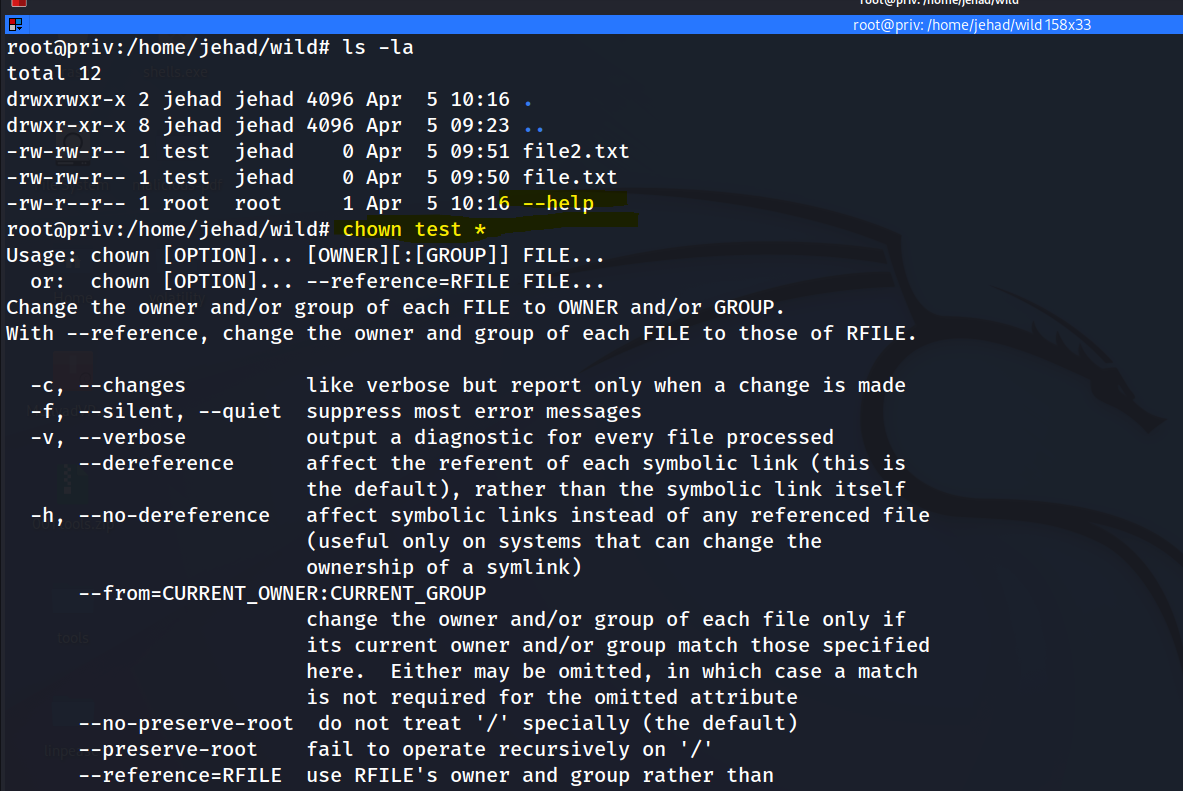 root@priv: /home/jehad/wild
root@priv: /home/jehad/wild 158x33
root@priv:/home/jehad/wild# ls -la
total 12
drwxrwxr-x 2 jehad jehad 4096 Apr  5 10:16 .
drwxr-xr-x 8 jehad jehad 4096 Apr  5 09:23 ..
-rw-rw-r-- 1 test  jehad    0 Apr  5 09:51 file2.txt
-rw-rw-r-- 1 test  jehad    0 Apr  5 09:50 file.txt
-rw-r--r-- 1 root  root     1 Apr  5 10:16 --help
root@priv:/home/jehad/wild# chown test *
Usage: chown [OPTION]... [OWNER][:[GROUP]] FILE...
  or:  chown [OPTION]... --reference=RFILE FILE...
Change the owner and/or group of each FILE to OWNER and/or GROUP.
With --reference, change the owner and group of each FILE to those of RFILE.
  -c, --changes          like verbose but report only when a change is made
  -f, --silent, --quiet  suppress most error messages
  -v, --verbose          output a diagnostic for every file processed
      --dereference      affect the referent of each symbolic link (this is
                         the default), rather than the symbolic link itself
  -h, --no-dereference   affect symbolic links instead of any referenced file
                         (useful only on systems that can change the
                         ownership of a symlink)
      --from=CURRENT_OWNER:CURRENT_GROUP
                         change the owner and/or group of each file only if
                         its current owner and/or group match those specified
                         here.  Either may be omitted, in which case a match
                         is not required for the omitted attribute
      --no-preserve-root  do not treat '/' specially (the default)
      --preserve-root    fail to operate recursively on '/'
      --reference=RFILE  use RFILE's owner and group rather than
tools